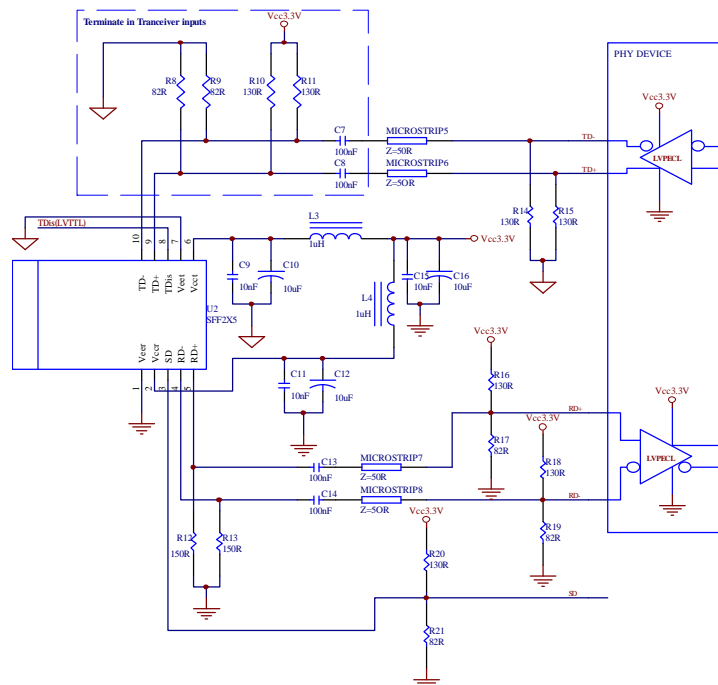 Terminate in Tranceiver inputs
Vcc3.3V
PHY DEVICE
R8
82R
R9
82R
R10
130R
R11
130R
Vcc3.3V
C7
100nF
MICROSTRIP5
Z=50R
TD-
LVPECL
C8
100nF
MICROSTRIP6
Z=5OR
TD+
R14
130R
R15
130R
TDis(LVTTL)
L3
1uH
Vcc3.3V
10
9
8
7
6
TD-
TD+
TDis
Veet
Vcct
C9
10nF
C10
10uF
C15
10nF
C16
10uF
L4
1uH
U2
SFF2X5
Veer
Vccr
SD
RD-
RD+
1
2
3
4
5
C11
10nF
C12
10uF
Vcc3.3V
R16
130R
Vcc3.3V
Vcc3.3V
RD+
R17
82R
LVPECL
C13
100nF
MICROSTRIP7
Z=50R
R18
130R
C14
100nF
MICROSTRIP8
Z=5OR
RD-
Vcc3.3V
R12
150R
R13
150R
R19
82R
R20
130R
SD
R21
82R